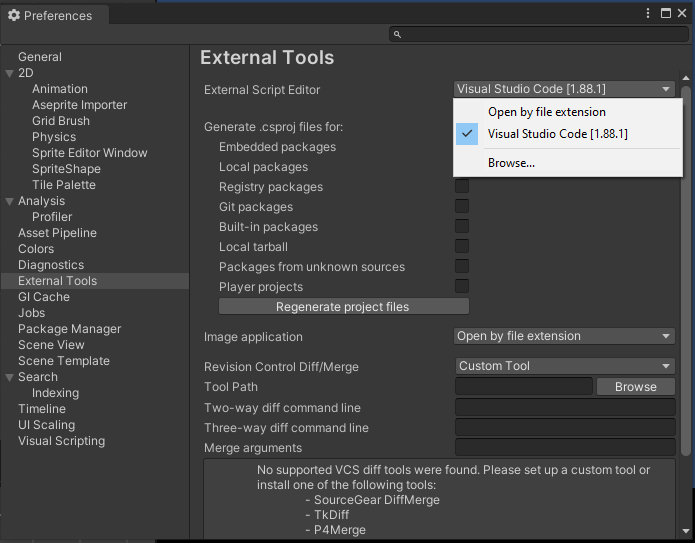 Preferences
General
2D
Animation
Aseprite Importer
Grid Brush
Physics
Sprite Editor Window
SpriteShape
Tile Palette
Analysis
Profiler
Asset Pipeline
Colors
Diagnostics
External Tools
GI Cache
Jobs
Package Manager
Scene View
Scene Template
Search
Indexing
Timeline
UI Scaling
Visual Scripting
External Tools
External Script Editor
Visual Studio Code [1.88.1]
Open by file extension
Visual Studio Code [1.88.1]
Browse...
Generate .csproj files for:
Embedded packages
Local packages
Registry packages
Git packages
Built-in packages
Local tarball
Packages from unknown sources
Player projects
Regenerate project files
Image application
Open by file extension
Revision Control Diff/Merge
Custom Tool
Tool Path
Browse
Two-way diff command line
Three-way diff command line
Merge arguments
No supported VCS diff tools were found. Please set up a custom tool or
install one of the following tools:
- SourceGear DiffMerge
- TkDiff
- P4Merge